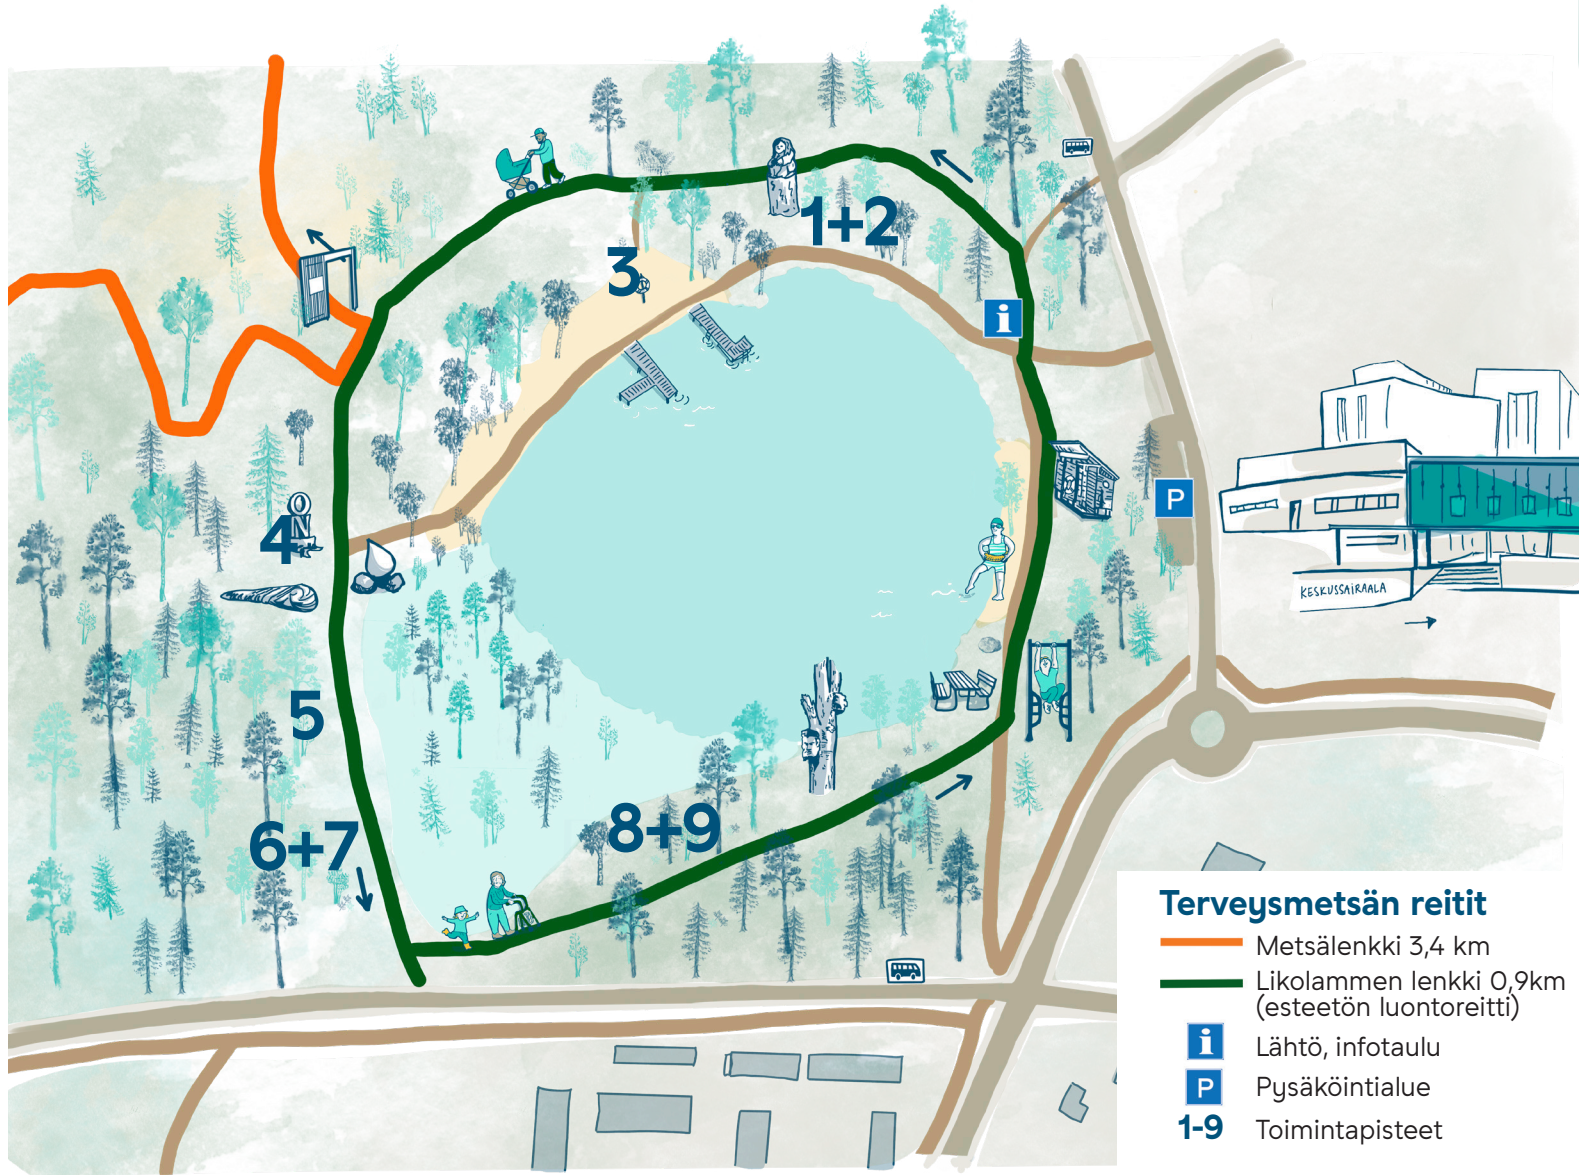 1+2
i
3
P
O
N
4
KESKUSSAIRAALA
5
6+7
8+9
Terveysmetsän reitit
Metsälenkki 3,4 km
Likolammen lenkki 0,9km
(esteetön luontoreitti)
i Lähtö, infotaulu
P Pysäköintialue
1-9 Toimintapisteet